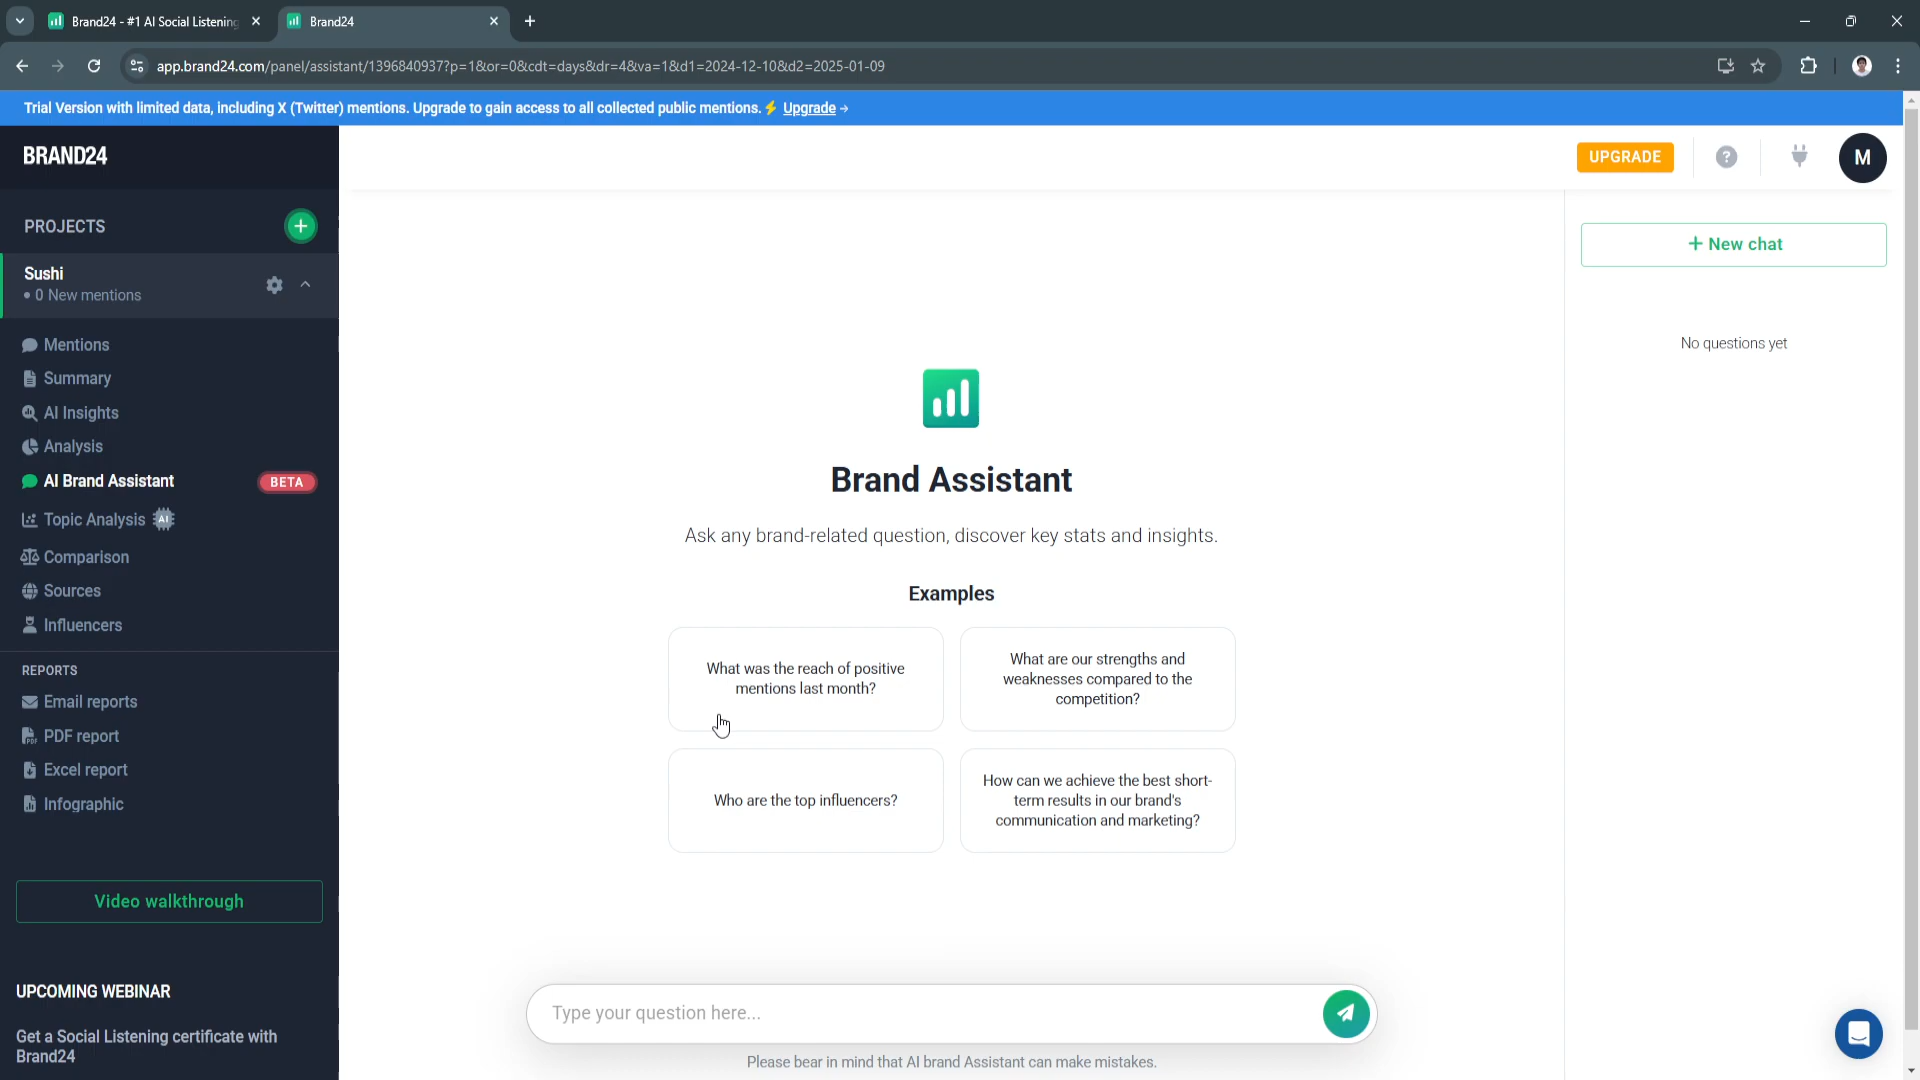 Brand24 - #1 AI Social Listening
Brand24
app.brand24.com/panel/assistant/1396840937?p=1&or=0&cdt=days&dr=4&va=1&d1=2024-12-10&d2=2025-01-09
Trial Version with limited data, including X (Twitter) mentions. Upgrade to gain access to all collected public mentions.⚡ Upgrade →
BRAND24
UPGRADE
?
M
PROJECTS
+
+ New chat
Sushi
• 0 New mentions
No questions yet
Mentions
Summary
AI Insights
Analysis
AI Brand Assistant BETA
Topic Analysis AI
Comparison
Sources
Influencers
REPORTS
Email reports
PDF report
Excel report
Infographic
Video walkthrough
UPCOMING WEBINAR
Get a Social Listening certificate with
Brand24
Brand Assistant
Ask any brand-related question, discover key stats and insights.
Examples
What was the reach of positive
mentions last month?
What are our strengths and
weaknesses compared to the
competition?
Who are the top influencers?
How can we achieve the best short-
term results in our brand's
communication and marketing?
Type your question here...
Please bear in mind that AI brand Assistant can make mistakes.